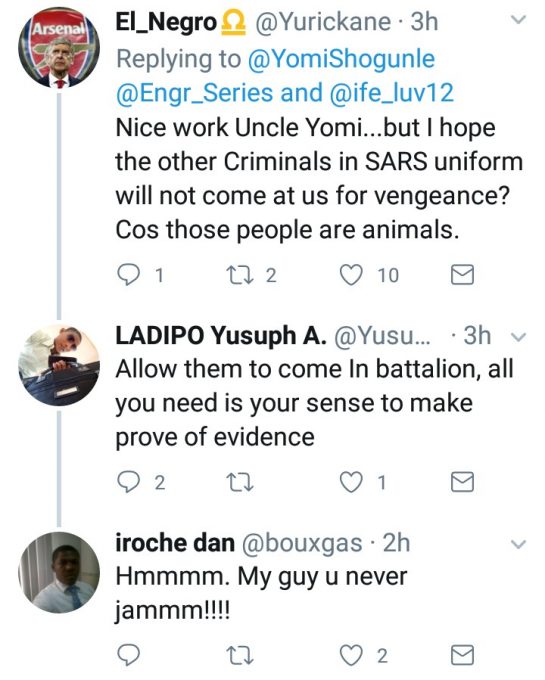 Arsenal
El_Negro♎ @Yurickane · 3h
Replying to @YomiShogunle
@Engr_Series and @ife_luv12
Nice work Uncle Yomi...but I hope
the other Criminals in SARS uniform
will not come at us for vengeance?
Cos those people are animals.
1 2 10
LADIPO Yusuph A. @Yusu... · 3h
Allow them to come In battalion, all
you need is your sense to make
prove of evidence
2 1
iroche dan @bouxgas · 2h
Hmmmm. My guy u never
jammm!!!!
2